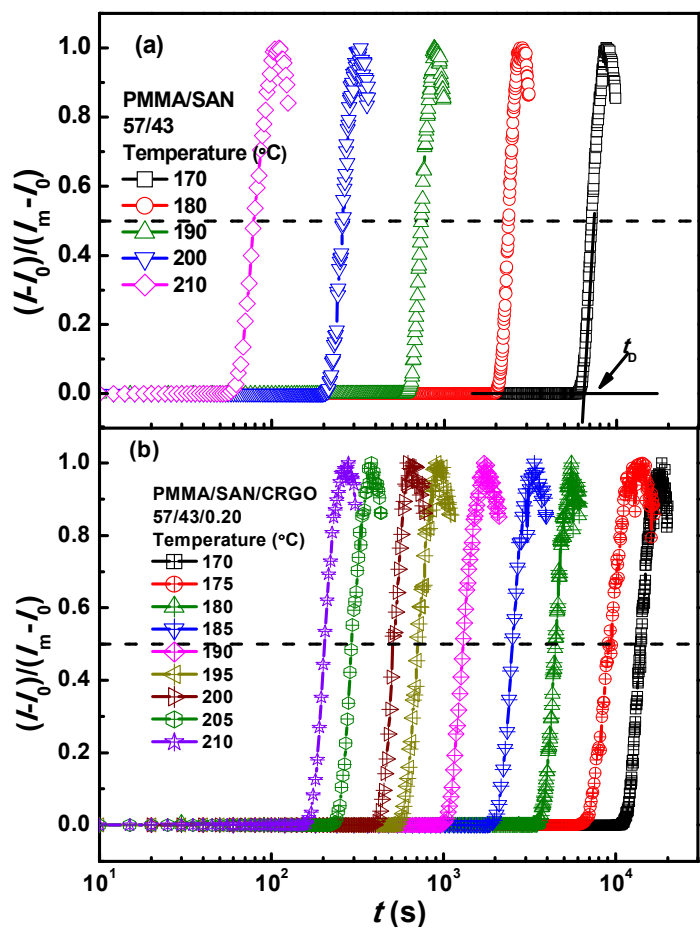 (a)
PMMA/SAN
57/43
Temperature (°C)
170
180
190
200
210
1.0
0.8
0.6
0.4
0.2
0.0
(I-I0)/(Im-I0)
tD
(b)
PMMA/SAN/CRGO
57/43/0.20
Temperature (°C)
170
175
180
185
190
195
200
205
210
1.0
0.8
0.6
0.4
0.2
0.0
(I-I0)/(Im-I0)
10^1 10^2 10^3 10^4
t (s)